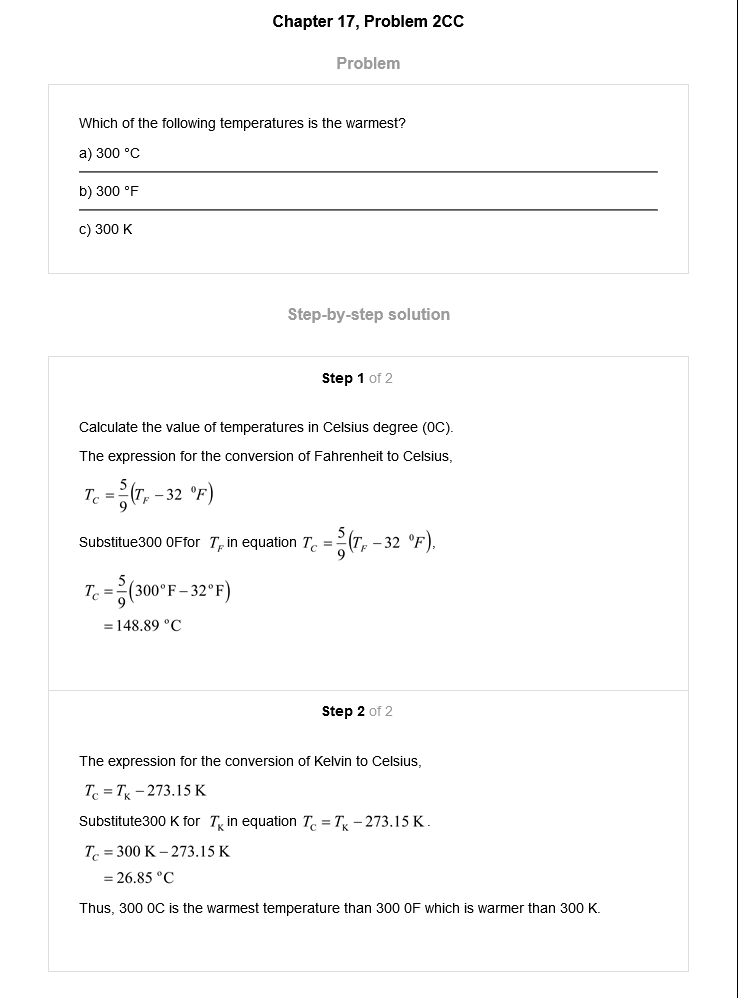 Chapter 17, Problem 2CC
Problem
Which of the following temperatures is the warmest?
a) 300 °C
b) 300 °F
c) 300 K
Step-by-step solution
Step 1 of 2
Calculate the value of temperatures in Celsius degree (0C).
The expression for the conversion of Fahrenheit to Celsius,
T_C = 5/9 (T_F − 32 ⁰F)
Substitue300 0Ffor T_F in equation T_C = 5/9 (T_F − 32 ⁰F),
T_C = 5/9 (300°F − 32°F)
= 148.89 °C
Step 2 of 2
The expression for the conversion of Kelvin to Celsius,
T_C = T_K − 273.15 K
Substitute300 K for T_K in equation T_C = T_K − 273.15 K.
T_C = 300 K − 273.15 K
= 26.85 °C
Thus, 300 0C is the warmest temperature than 300 0F which is warmer than 300 K.